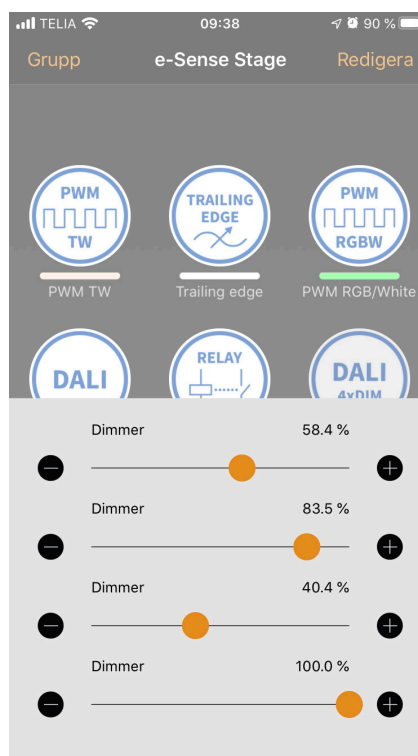 TELIA 09:38 90 %
Grupp e-Sense Stage Redigera
PWM TW
TRAILING EDGE
PWM RGBW
PWM TW Trailing edge PWM RGB/White
DALI
RELAY
DALI
4xDIM
Dimmer 58.4 %
Dimmer 83.5 %
Dimmer 40.4 %
Dimmer 100.0 %